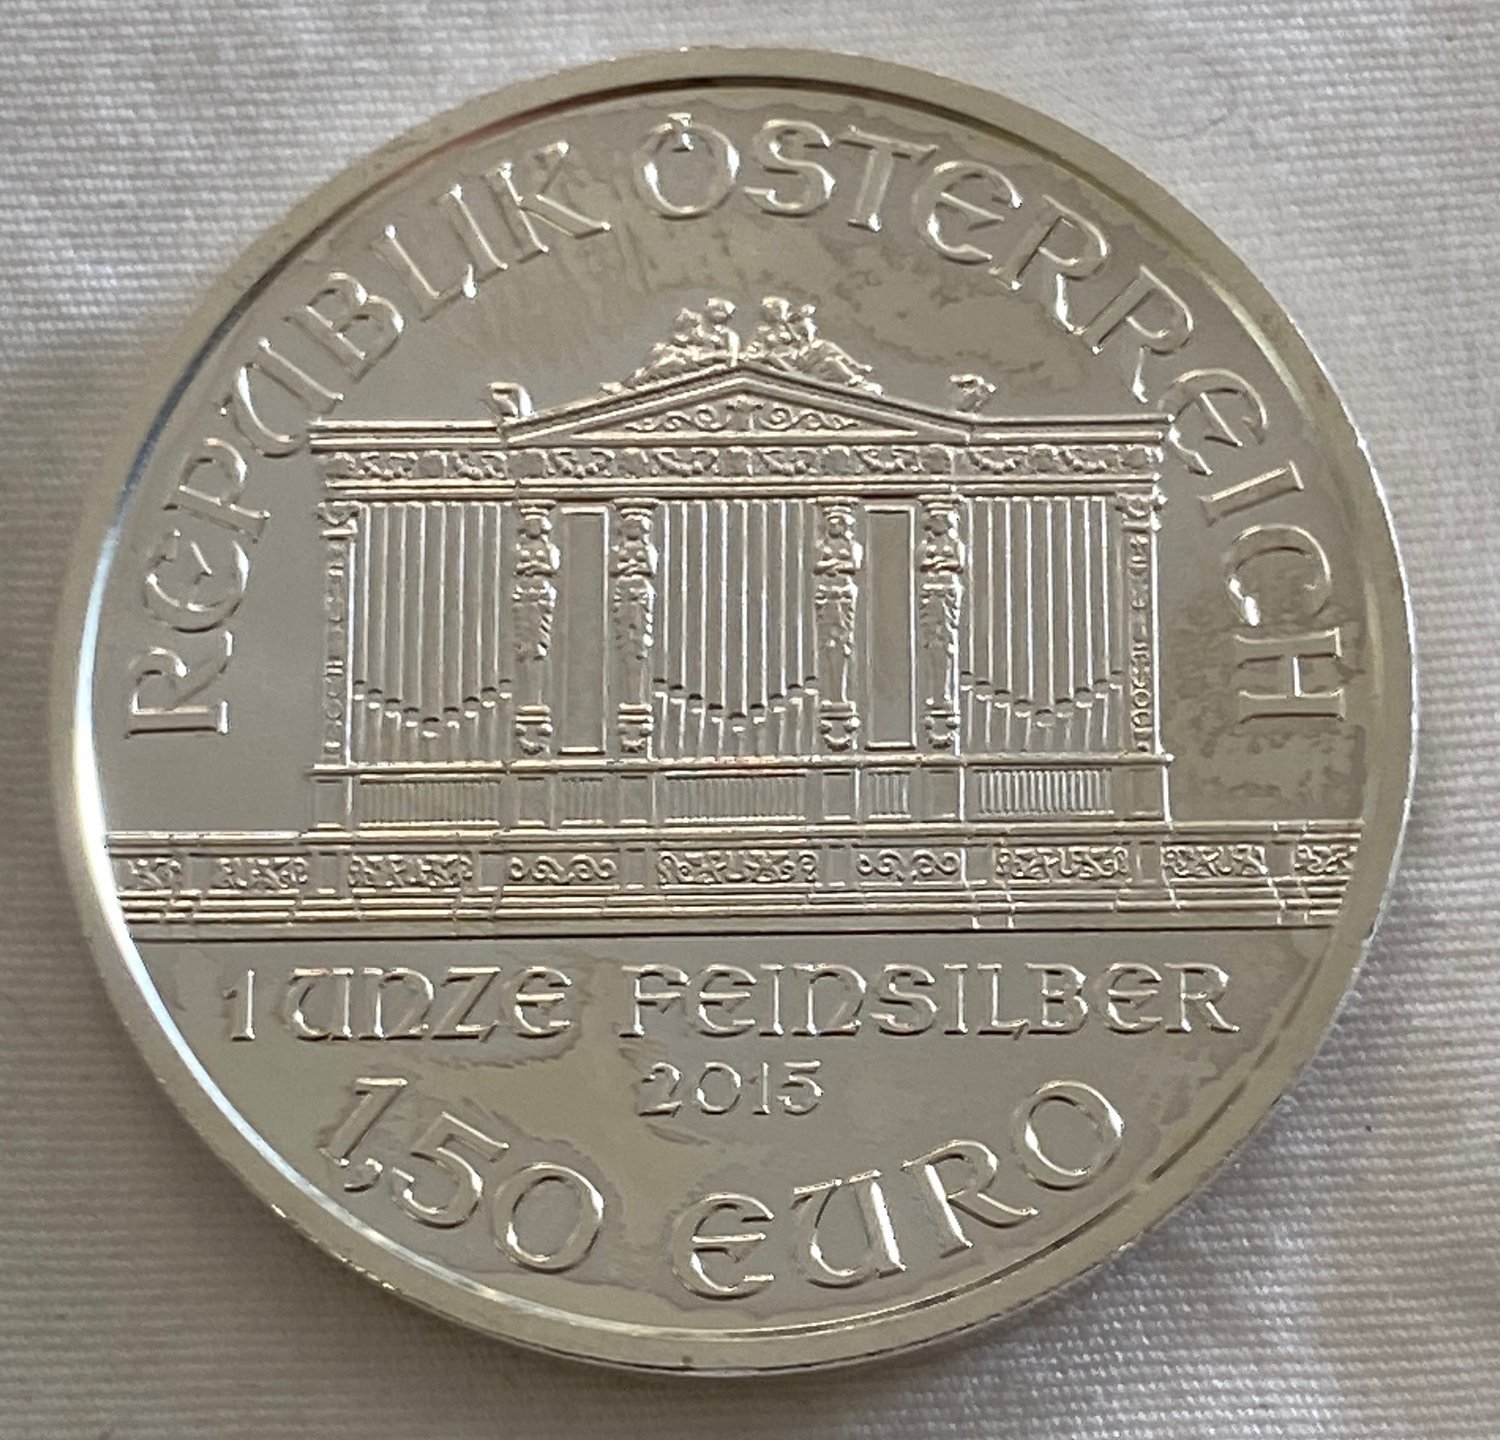 REPUBLIK ÖSTERREICH
1 UNZE FEINSILBER
2015
1,50 EURO